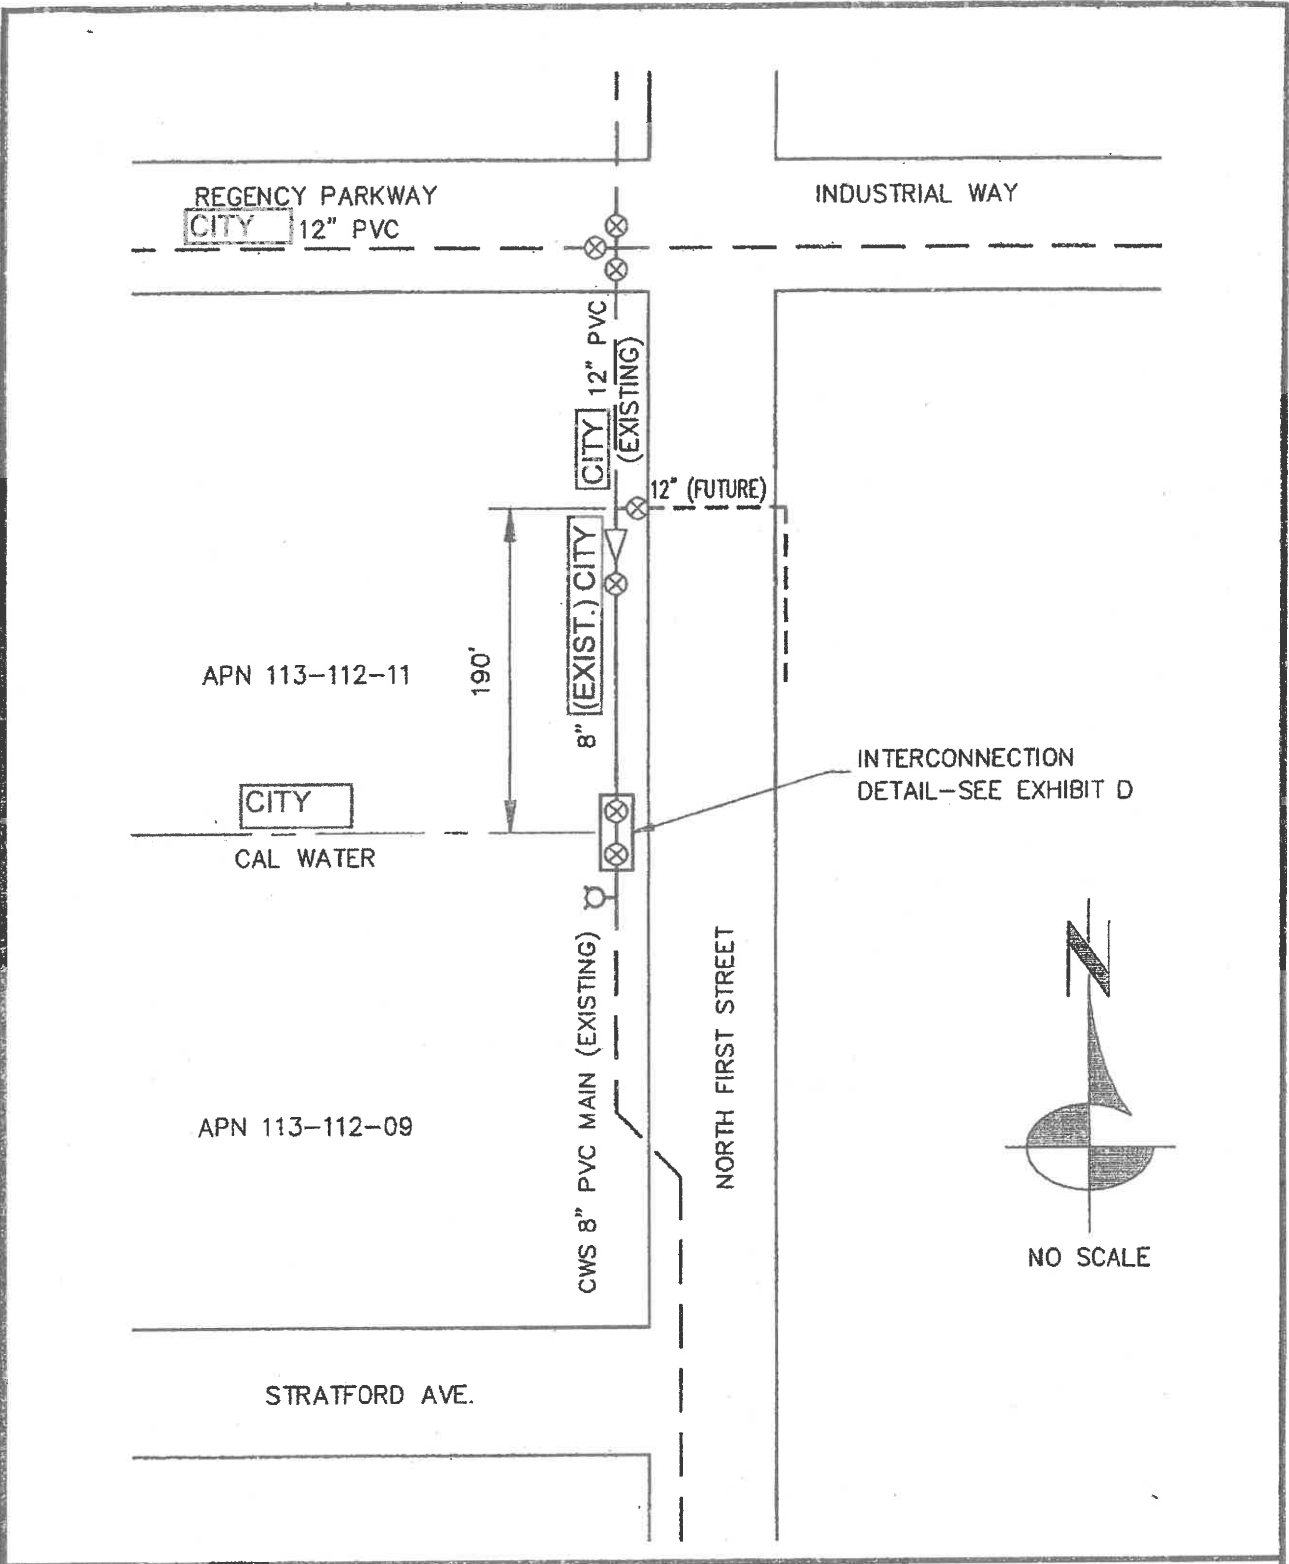 REGENCY PARKWAY
CITY 12" PVC
INDUSTRIAL WAY
CITY 12" PVC
(EXISTING)
12" (FUTURE)
8" (EXIST.) CITY
190'
APN 113-112-11
INTERCONNECTION
DETAIL-SEE EXHIBIT D
CITY
CAL WATER
CWS 8" PVC MAIN (EXISTING)
NORTH FIRST STREET
N
APN 113-112-09
NO SCALE
STRATFORD AVE.